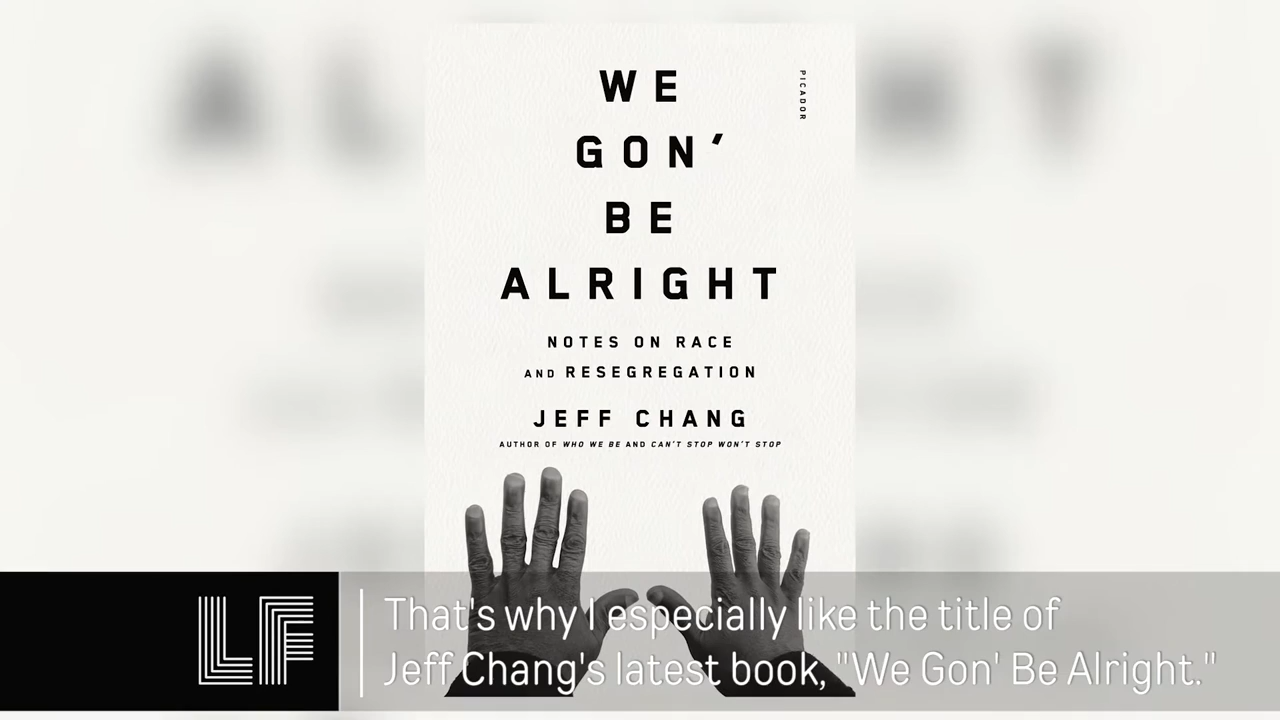 WE
GON'
BE
ALRIGHT
PICADOR
NOTES ON RACE
AND RESEGREGATION
JEFF CHANG
AUTHOR OF WHO WE BE AND CAN'T STOP WON'T STOP
LF
That's why I especially like the title of
Jeff Chang's latest book, "We Gon' Be Alright."